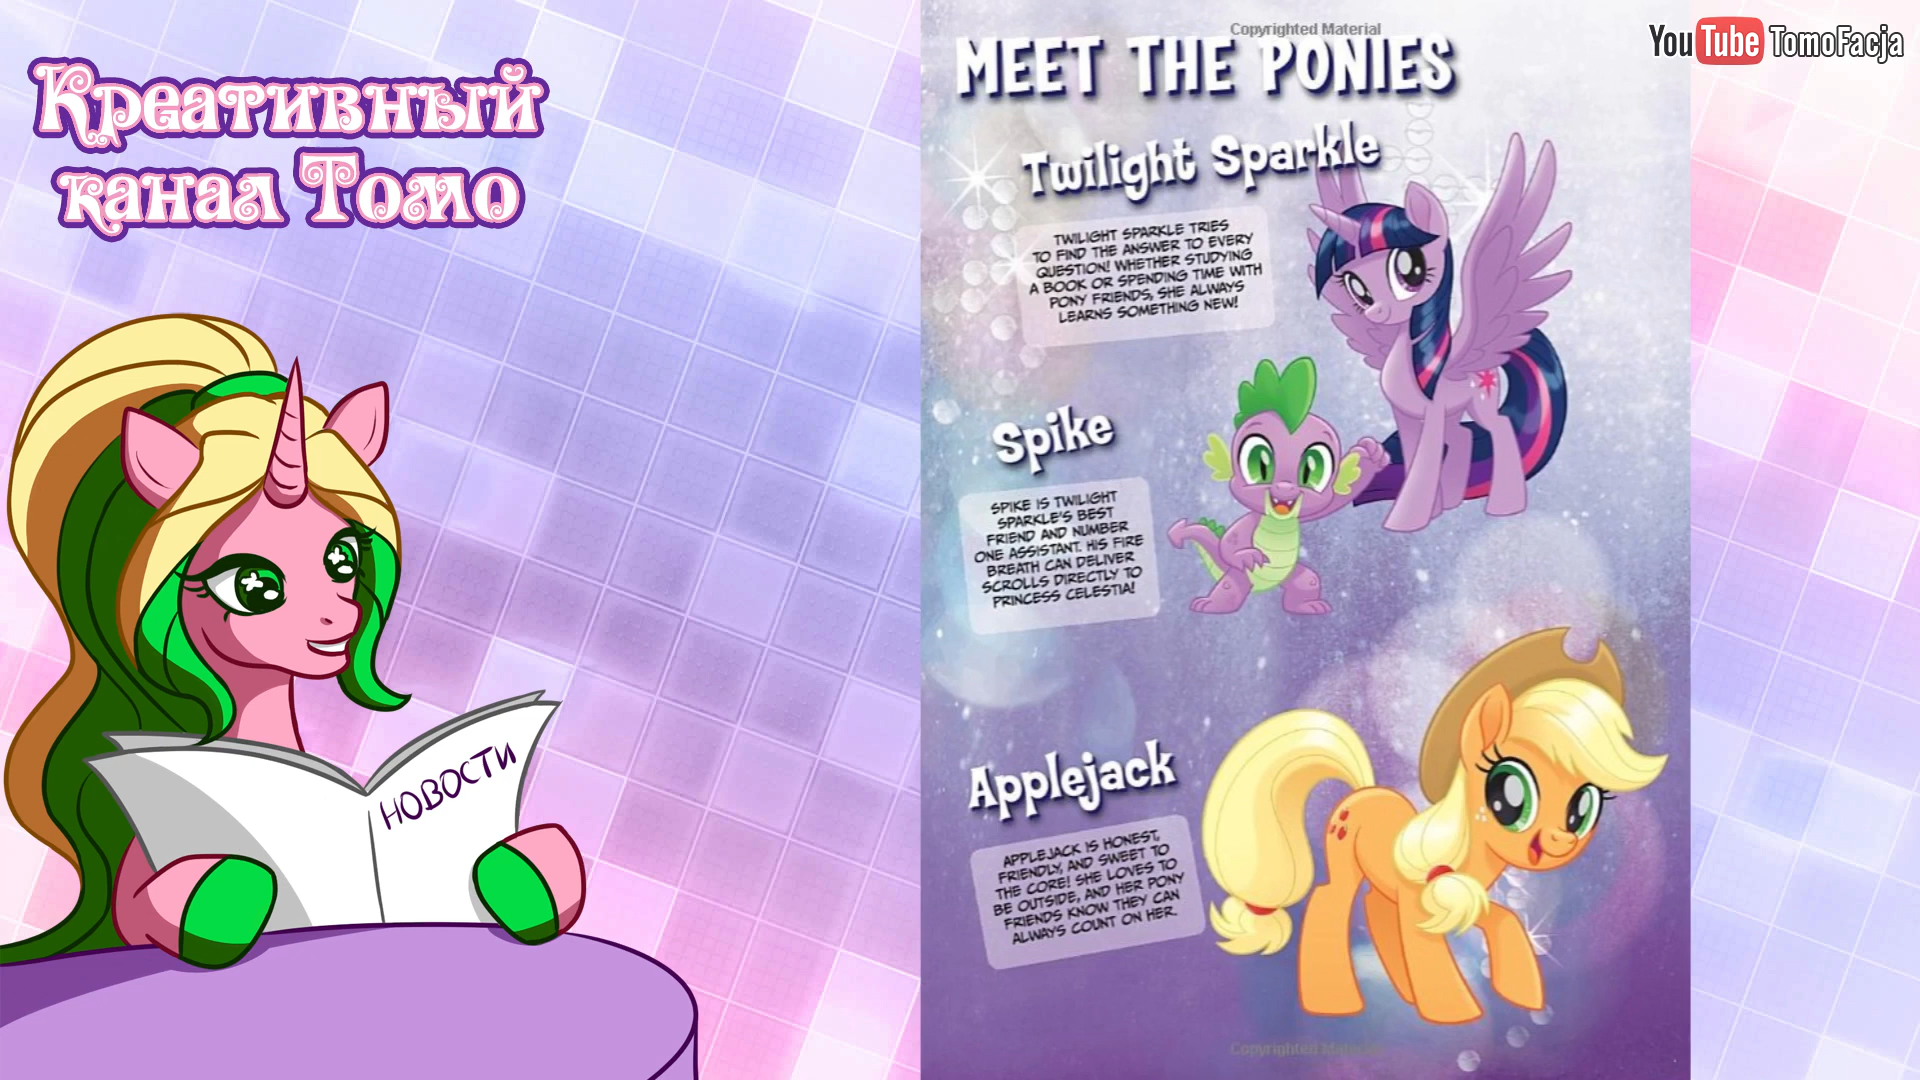 Креативный
канал Томо
НОВОСТИ
Copyrighted Material
MEET THE PONIES
Twilight Sparkle
TWILIGHT SPARKLE TRIES
TO FIND THE ANSWER TO EVERY
QUESTION! WHETHER STUDYING
A BOOK OR SPENDING TIME WITH
PONY FRIENDS, SHE ALWAYS
LEARNS SOMETHING NEW!
Spike
SPIKE IS TWILIGHT
SPARKLE'S BEST
FRIEND AND NUMBER
ONE ASSISTANT. HIS FIRE
BREATH CAN DELIVER
SCROLLS DIRECTLY TO
PRINCESS CELESTIA!
Applejack
APPLEJACK IS HONEST,
FRIENDLY, AND SWEET TO
THE CORE! SHE LOVES TO
BE OUTSIDE, AND HER PONY
FRIENDS KNOW THEY CAN
ALWAYS COUNT ON HER.
Copyrighted Material
YouTube TomoFacja